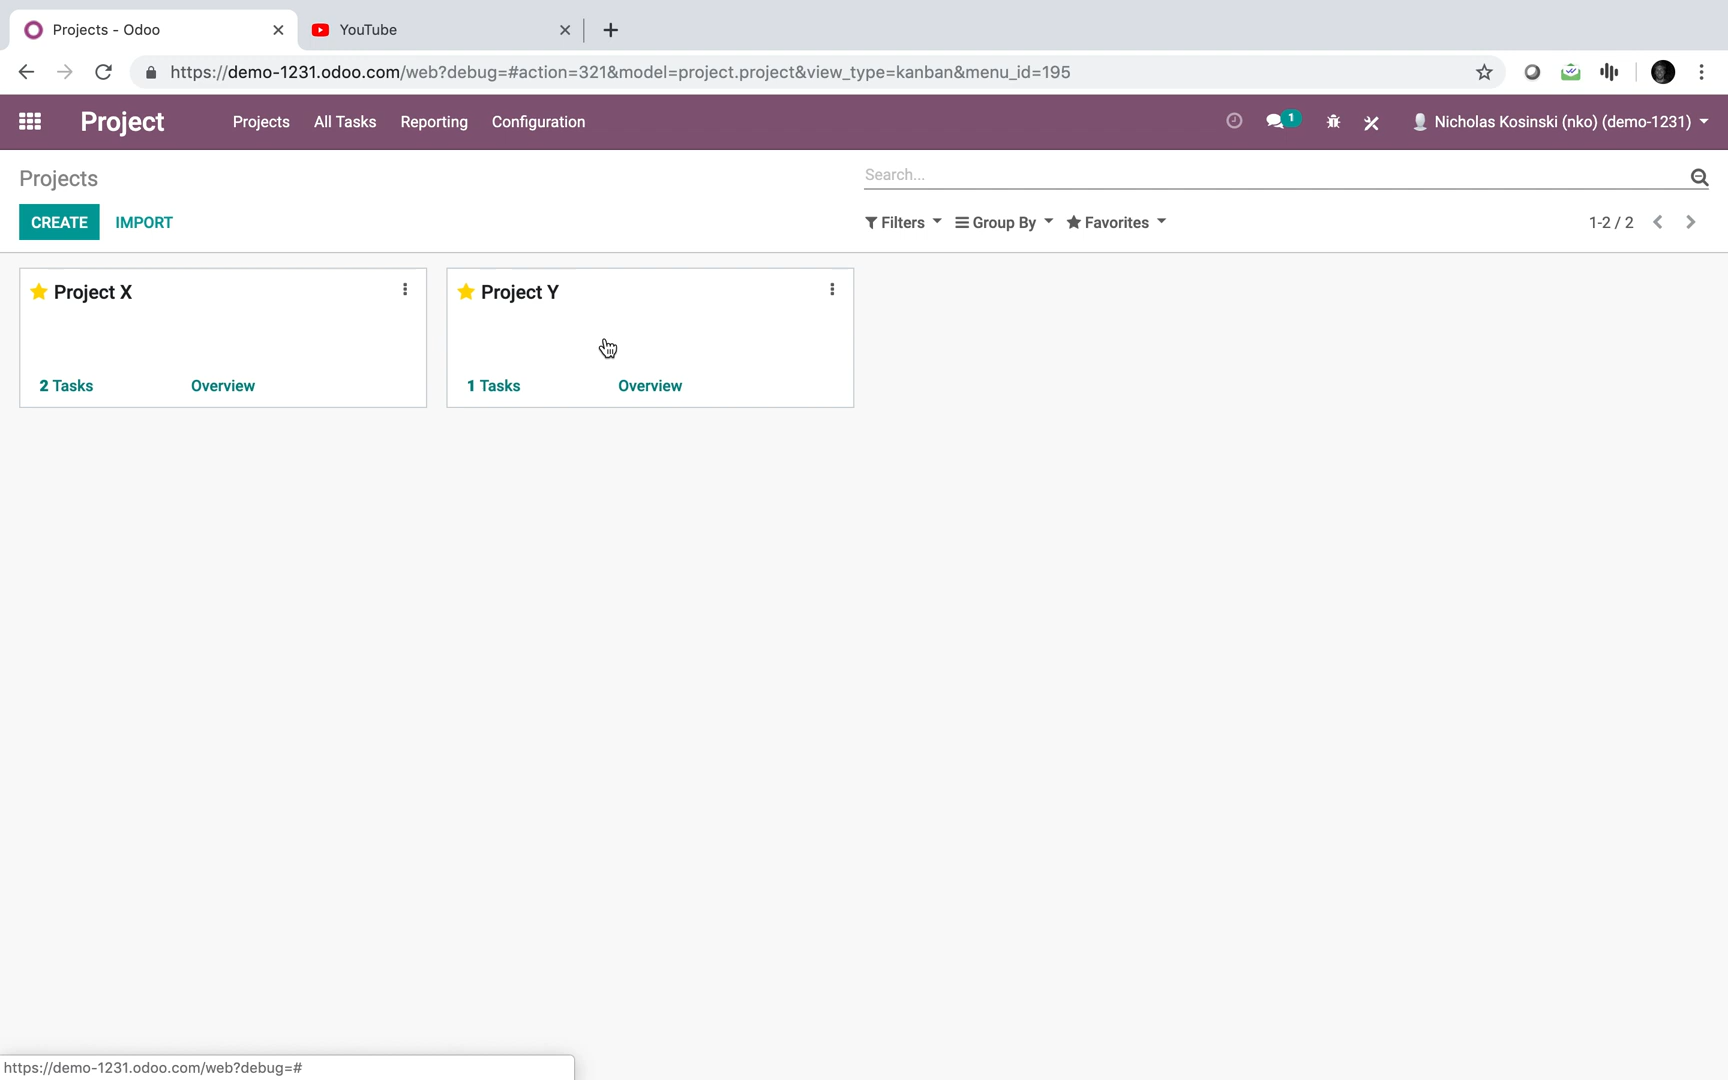 Projects - Odoo
YouTube
https://demo-1231.odoo.com/web?debug=#action=321&model=project.project&view_type=kanban&menu_id=195
Project
Projects
All Tasks
Reporting
Configuration
1
Nicholas Kosinski (nko) (demo-1231)
Projects
Search...
CREATE
IMPORT
Filters
Group By
Favorites
1-2 / 2
Project X
Project Y
2 Tasks
Overview
1 Tasks
Overview
https://demo-1231.odoo.com/web?debug=#